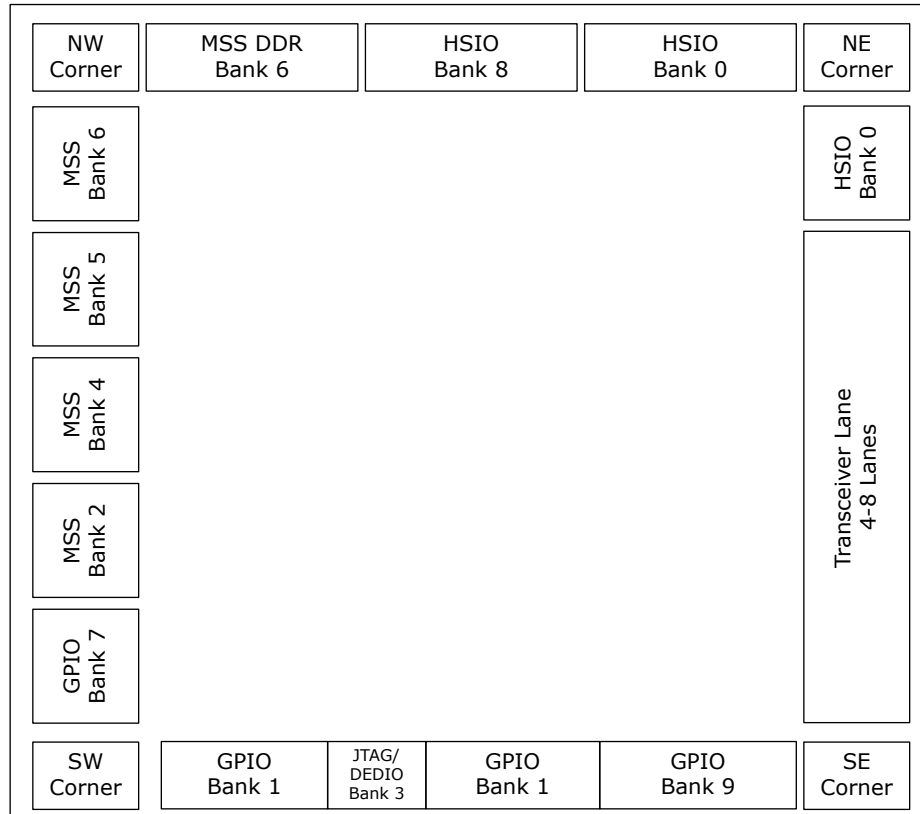 NW
Corner
MSS DDR
Bank 6
HSIO
Bank 8
HSIO
Bank 0
NE
Corner
MSS
Bank 6
HSIO
Bank 0
MSS
Bank 5
MSS
Bank 4
Transceiver Lane
4-8 Lanes
MSS
Bank 2
GPIO
Bank 7
SW
Corner
GPIO
Bank 1
JTAG/
DEDIO
Bank 3
GPIO
Bank 1
GPIO
Bank 9
SE
Corner